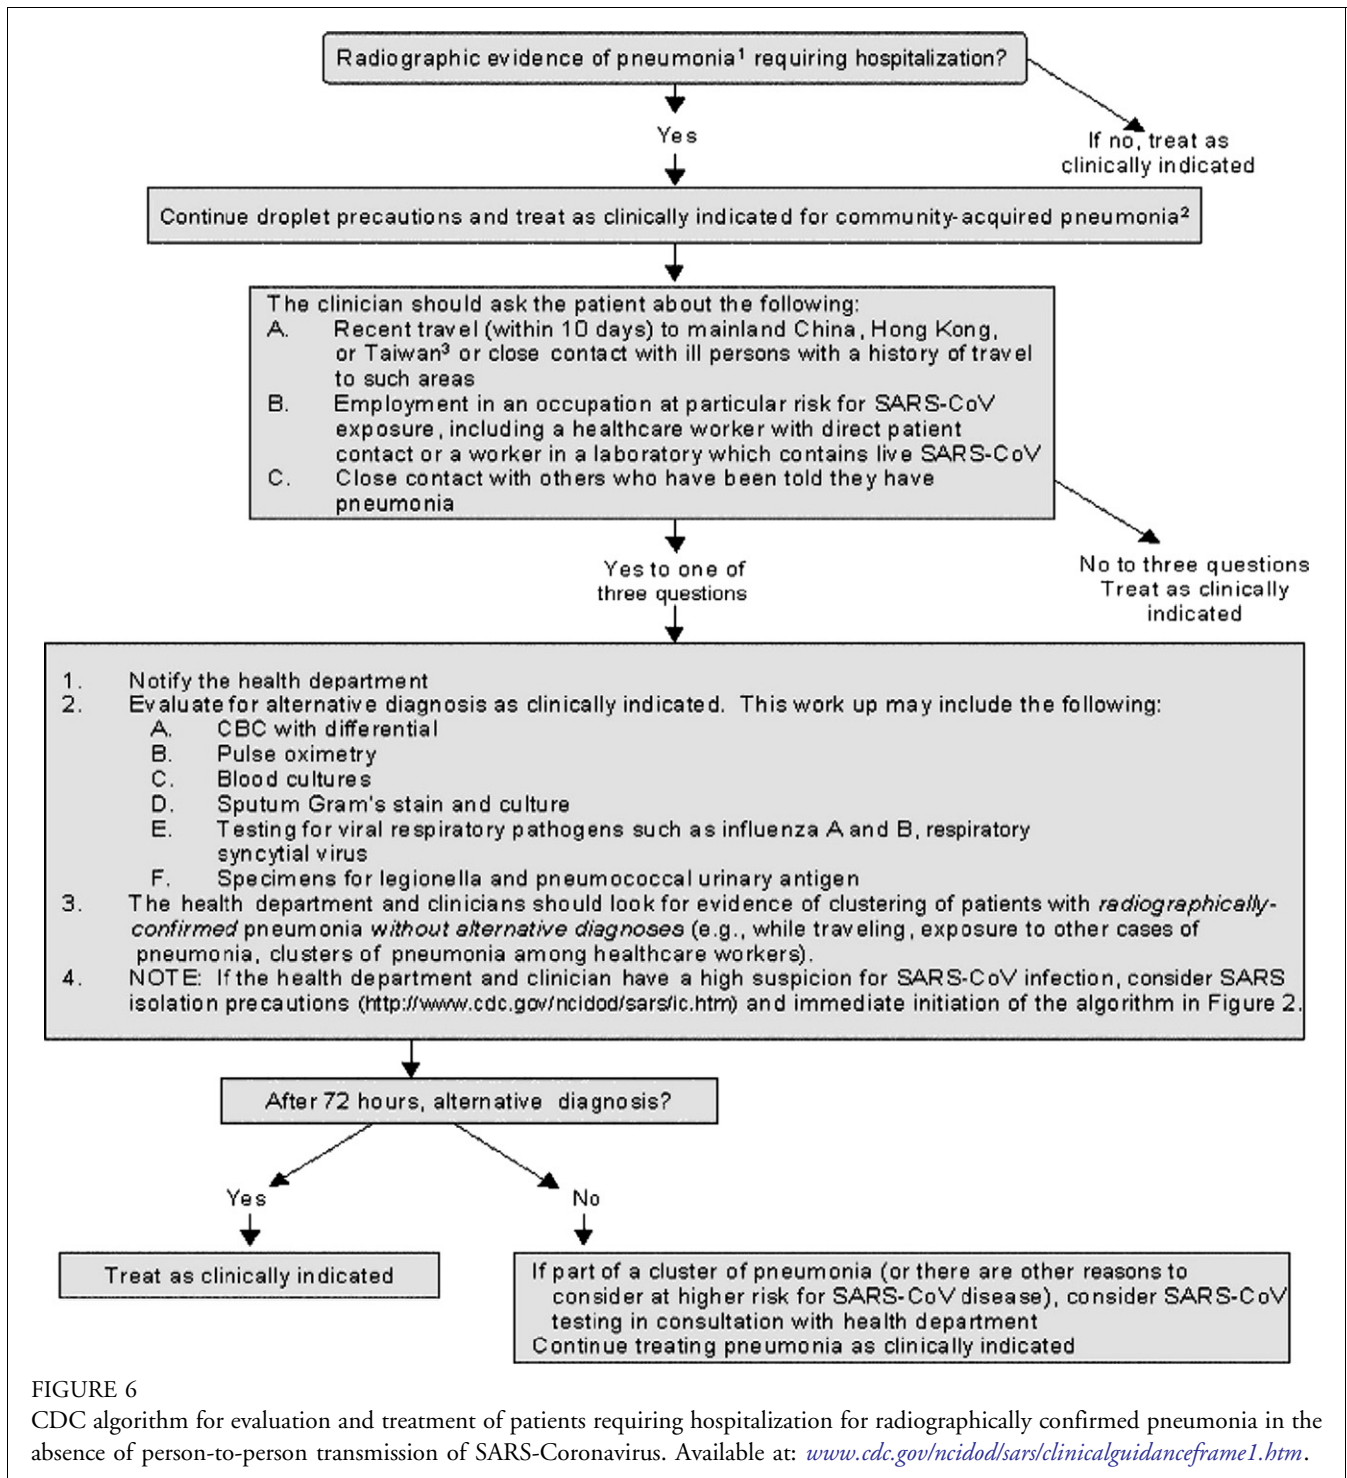 Radiographic evidence of pneumonia¹ requiring hospitalization?
Yes
If no, treat as
clinically indicated
Continue droplet precautions and treat as clinically indicated for community-acquired pneumonia²
The clinician should ask the patient about the following:
A. Recent travel (within 10 days) to mainland China, Hong Kong,
or Taiwan³ or close contact with ill persons with a history of travel
to such areas
B. Employment in an occupation at particular risk for SARS-CoV
exposure, including a healthcare worker with direct patient
contact or a worker in a laboratory which contains live SARS-CoV
C. Close contact with others who have been told they have
pneumonia
Yes to one of
three questions
No to three questions
Treat as clinically
indicated
1. Notify the health department
2. Evaluate for alternative diagnosis as clinically indicated. This work up may include the following:
A. CBC with differential
B. Pulse oximetry
C. Blood cultures
D. Sputum Gram's stain and culture
E. Testing for viral respiratory pathogens such as influenza A and B, respiratory
syncytial virus
F. Specimens for legionella and pneumococcal urinary antigen
3. The health department and clinicians should look for evidence of clustering of patients with radiographically-
confirmed pneumonia without alternative diagnoses (e.g., while traveling, exposure to other cases of
pneumonia, clusters of pneumonia among healthcare workers).
4. NOTE: If the health department and clinician have a high suspicion for SARS-CoV infection, consider SARS
isolation precautions (http://www.cdc.gov/ncidod/sars/ic.htm) and immediate initiation of the algorithm in Figure 2.
After 72 hours, alternative diagnosis?
Yes
No
Treat as clinically indicated
If part of a cluster of pneumonia (or there are other reasons to
consider at higher risk for SARS-CoV disease), consider SARS-CoV
testing in consultation with health department
Continue treating pneumonia as clinically indicated
FIGURE 6
CDC algorithm for evaluation and treatment of patients requiring hospitalization for radiographically confirmed pneumonia in the
absence of person-to-person transmission of SARS-Coronavirus. Available at: www.cdc.gov/ncidod/sars/clinicalguidanceframe1.htm.